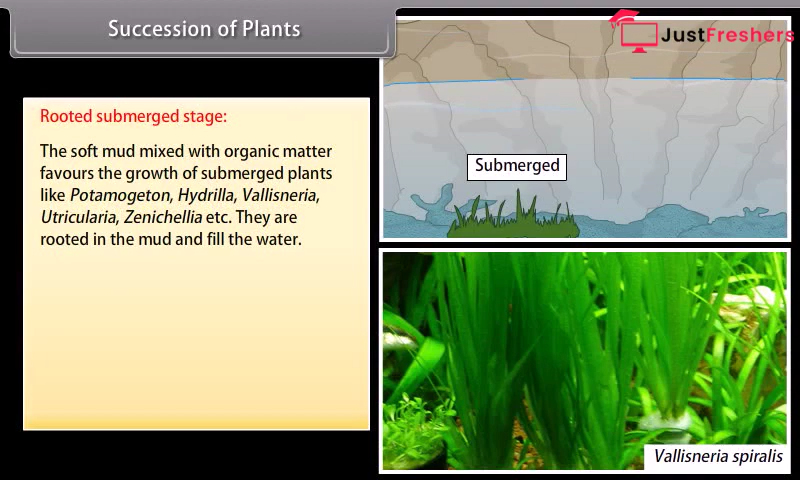 Succession of Plants
JustFreshers
Rooted submerged stage:
The soft mud mixed with organic matter
favours the growth of submerged plants
like Potamogeton, Hydrilla, Vallisneria,
Utricularia, Zenichellia etc. They are
rooted in the mud and fill the water.
Submerged
Vallisneria spiralis